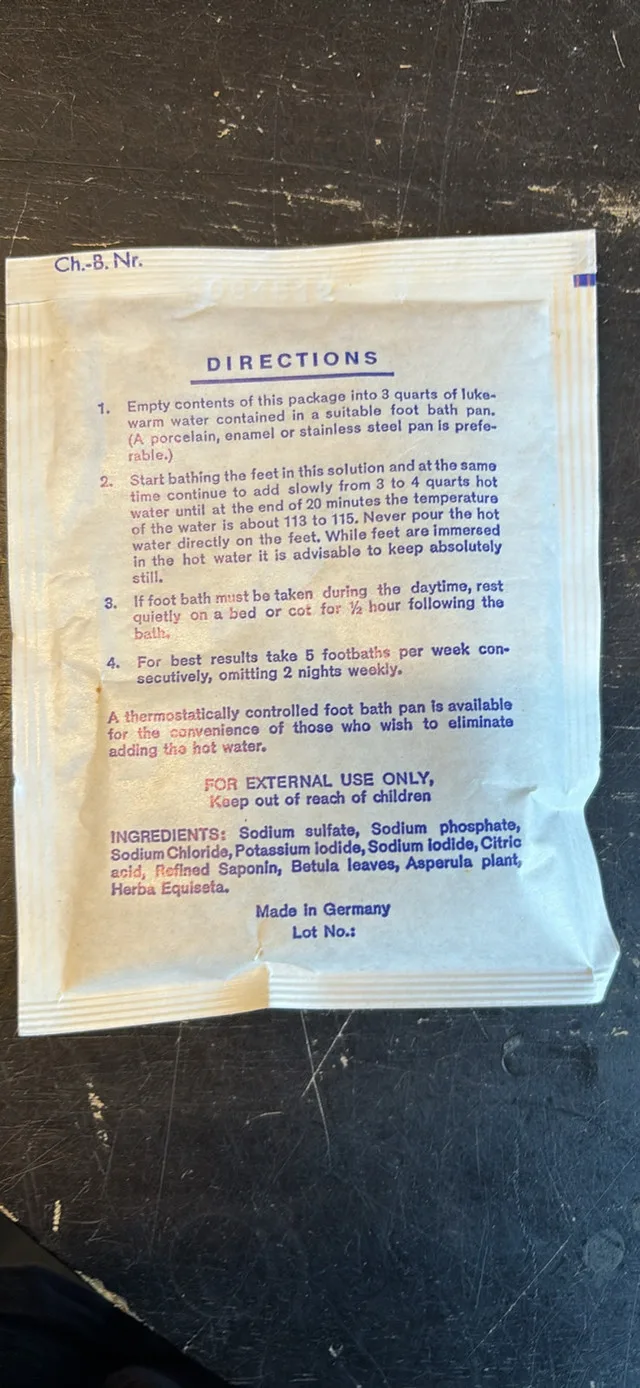 Ch.-B. Nr.
DIRECTIONS
1. Empty contents of this package into 3 quarts of luke-
warm water contained in a suitable foot bath pan.
(A porcelain, enamel or stainless steel pan is prefe-
rable.)
2. Start bathing the feet in this solution and at the same
time continue to add slowly from 3 to 4 quarts hot
water until at the end of 20 minutes the temperature
of the water is about 113 to 115. Never pour the hot
water directly on the feet. While feet are immersed
in the hot water it is advisable to keep absolutely
still.
3. If foot bath must be taken during the daytime, rest
quietly on a bed or cot for ½ hour following the
bath.
4. For best results take 5 footbaths per week con-
secutively, omitting 2 nights weekly.
A thermostatically controlled foot bath pan is available
for the convenience of those who wish to eliminate
adding the hot water.
FOR EXTERNAL USE ONLY,
Keep out of reach of children
INGREDIENTS: Sodium sulfate, Sodium phosphate,
Sodium Chloride, Potassium iodide, Sodium iodide, Citric
acid, Refined Saponin, Betula leaves, Asperula plant,
Herba Equiseta.
Made in Germany
Lot No.: